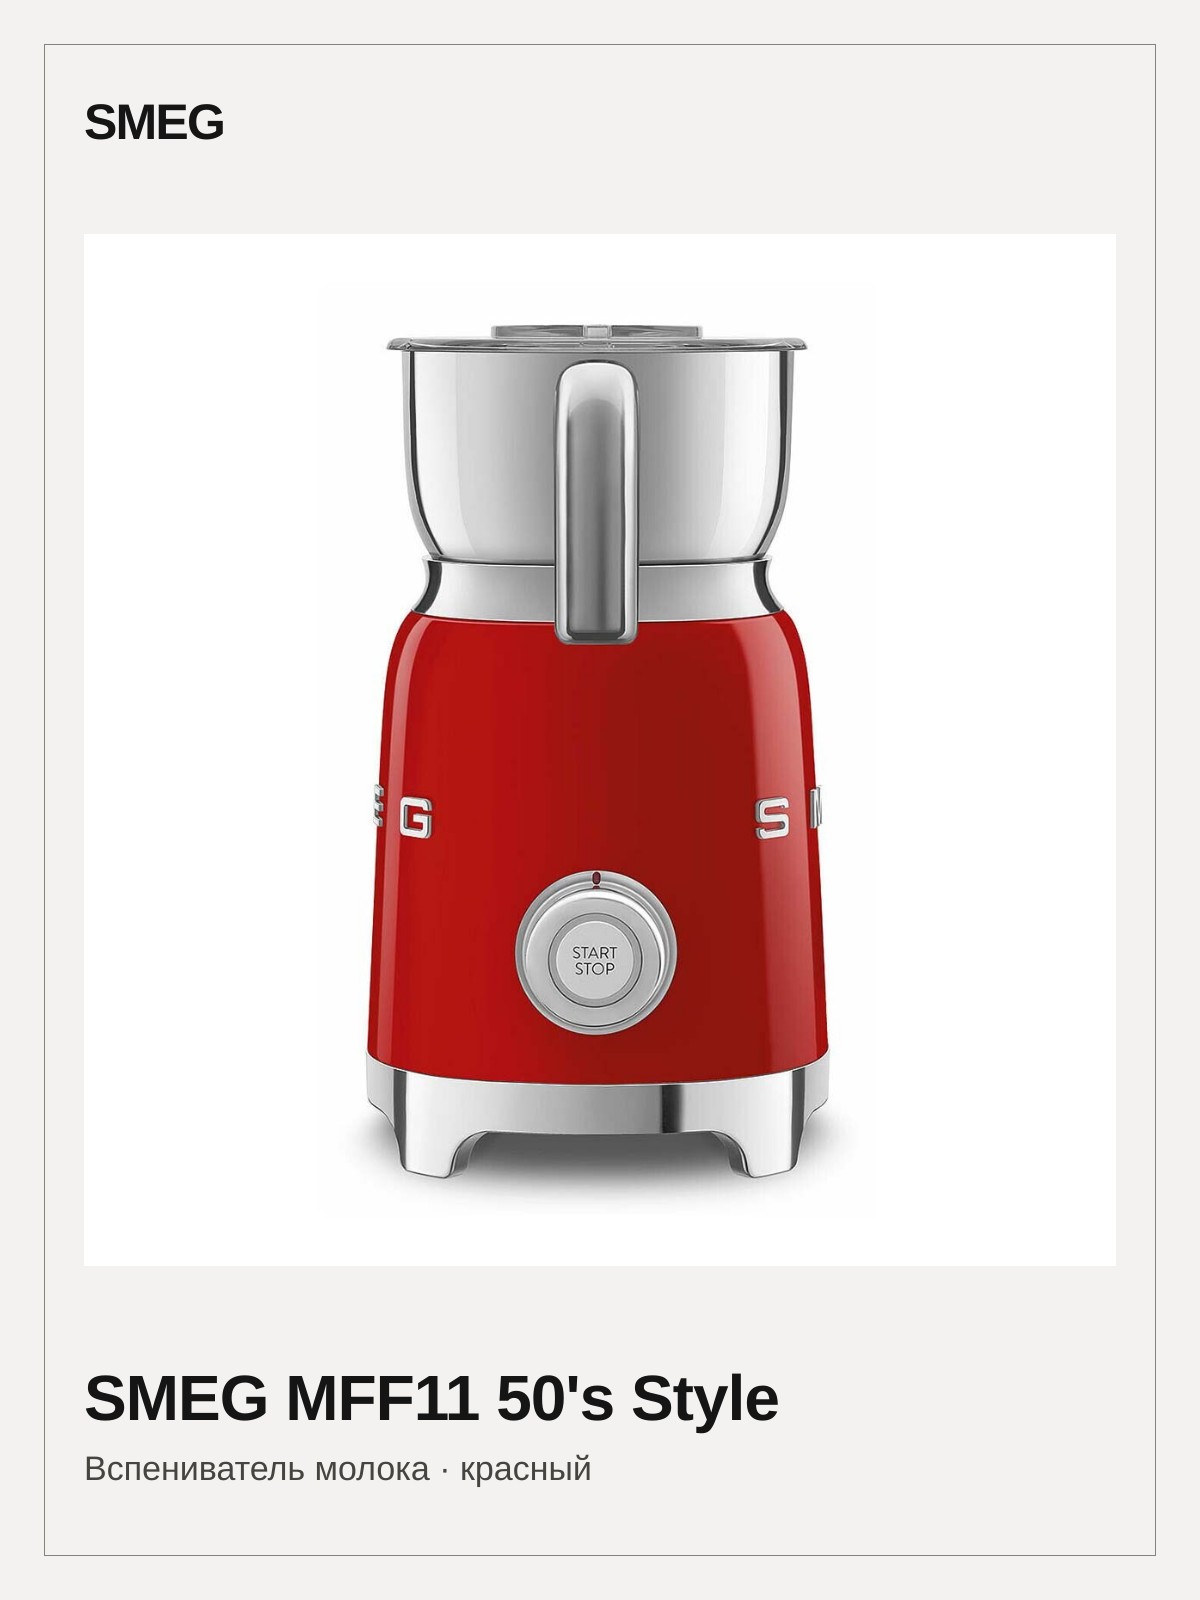 SMEG
E G S M
START
STOP
SMEG MFF11 50's Style
Вспениватель молока · красный